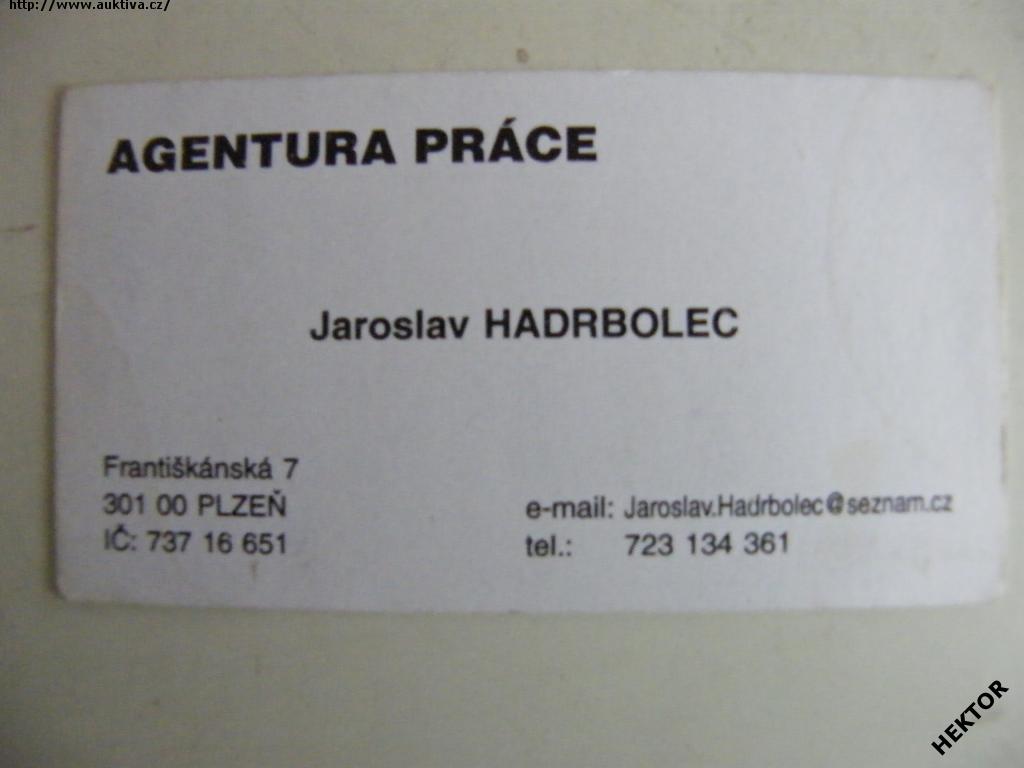 http://www.auktiva.cz/
AGENTURA PRÁCE
Jaroslav HADRBOLEC
Františkánská 7
301 00 PLZEŇ
IČ: 737 16 651
e-mail: Jaroslav.Hadrbolec@seznam.cz
tel.: 723 134 361
HEKTOR